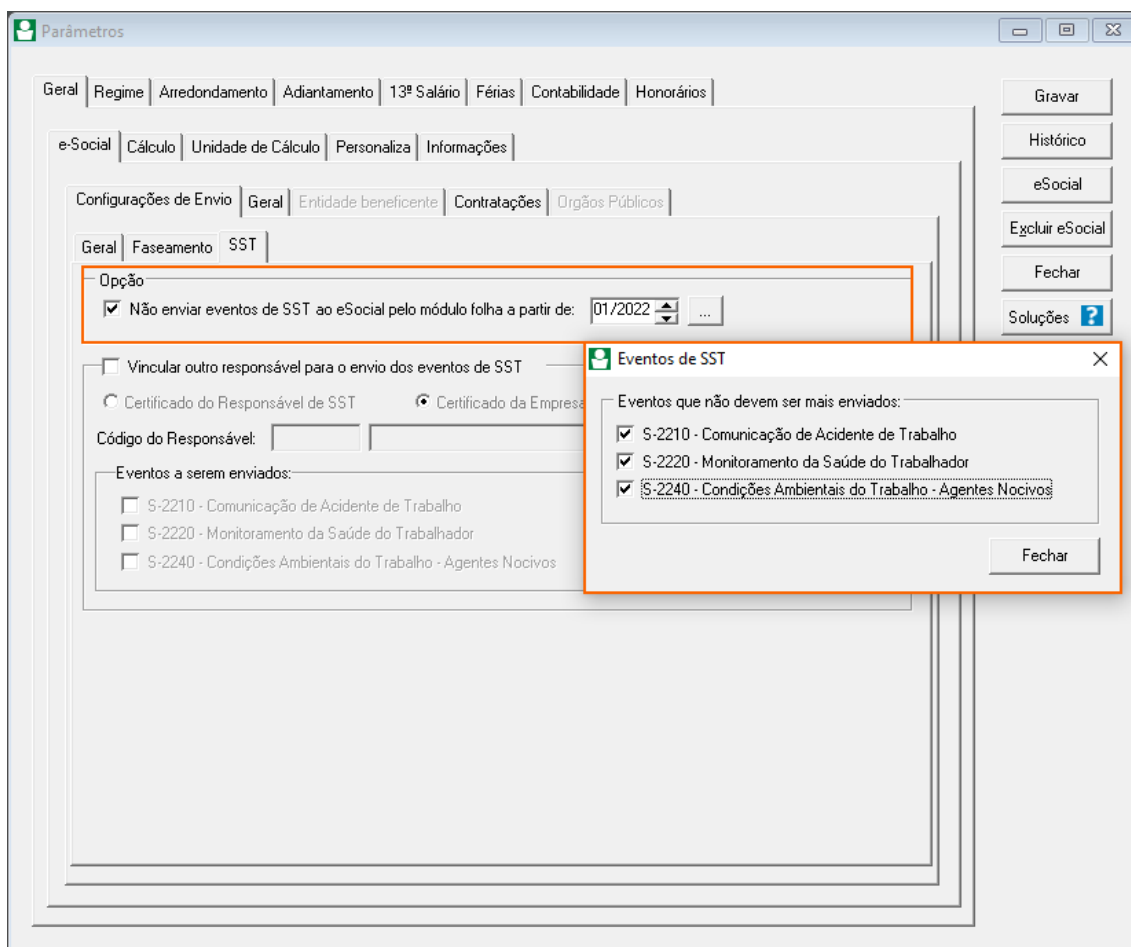 Parâmetros
Geral Regime Arredondamento Adiantamento 13º Salário Férias Contabilidade Honorários
e-Social Cálculo Unidade de Cálculo Personaliza Informações
Configurações de Envio Geral Entidade beneficente Contratações Orgãos Públicos
Geral Faseamento SST
Opção
Não enviar eventos de SST ao eSocial pelo módulo folha a partir de: 01/2022 ...
Vincular outro responsável para o envio dos eventos de SST
Certificado do Responsável de SST Certificado da Empresa
Código do Responsável:
Eventos a serem enviados:
S-2210 - Comunicação de Acidente de Trabalho
S-2220 - Monitoramento da Saúde do Trabalhador
S-2240 - Condições Ambientais do Trabalho - Agentes Nocivos
Gravar
Histórico
eSocial
Excluir eSocial
Fechar
Soluções ?
Eventos de SST
Eventos que não devem ser mais enviados:
S-2210 - Comunicação de Acidente de Trabalho
S-2220 - Monitoramento da Saúde do Trabalhador
S-2240 - Condições Ambientais do Trabalho - Agentes Nocivos
Fechar